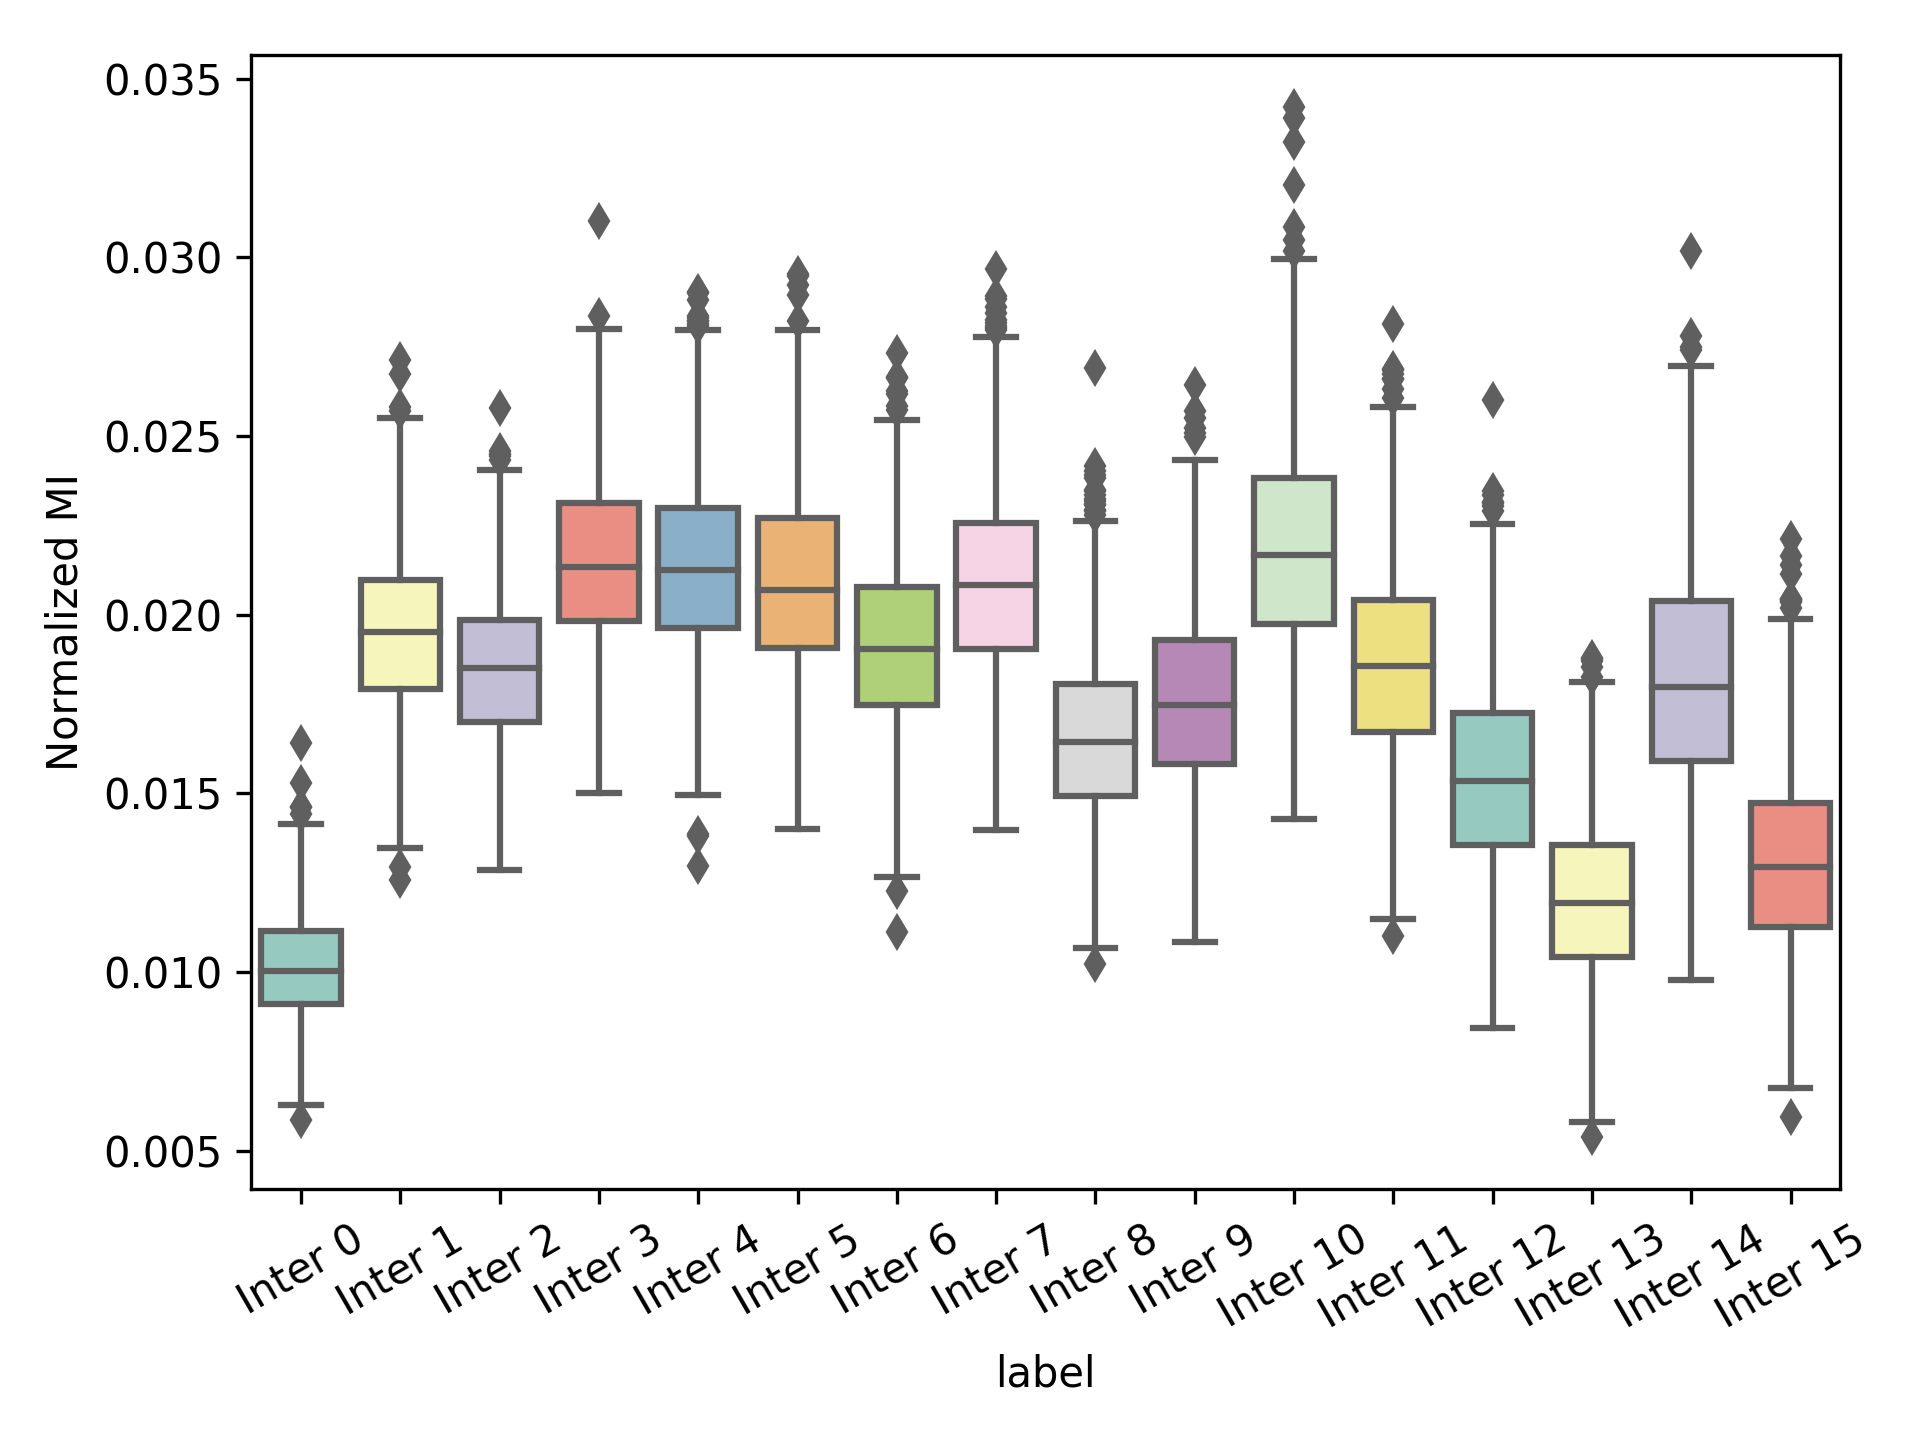 0.035
0.030
0.025
0.020
0.015
0.010
0.005
Normalized MI
Inter 0
Inter 1
Inter 2
Inter 3
Inter 4
Inter 5
Inter 6
Inter 7
Inter 8
Inter 9
Inter 10
Inter 11
Inter 12
Inter 13
Inter 14
Inter 15
label